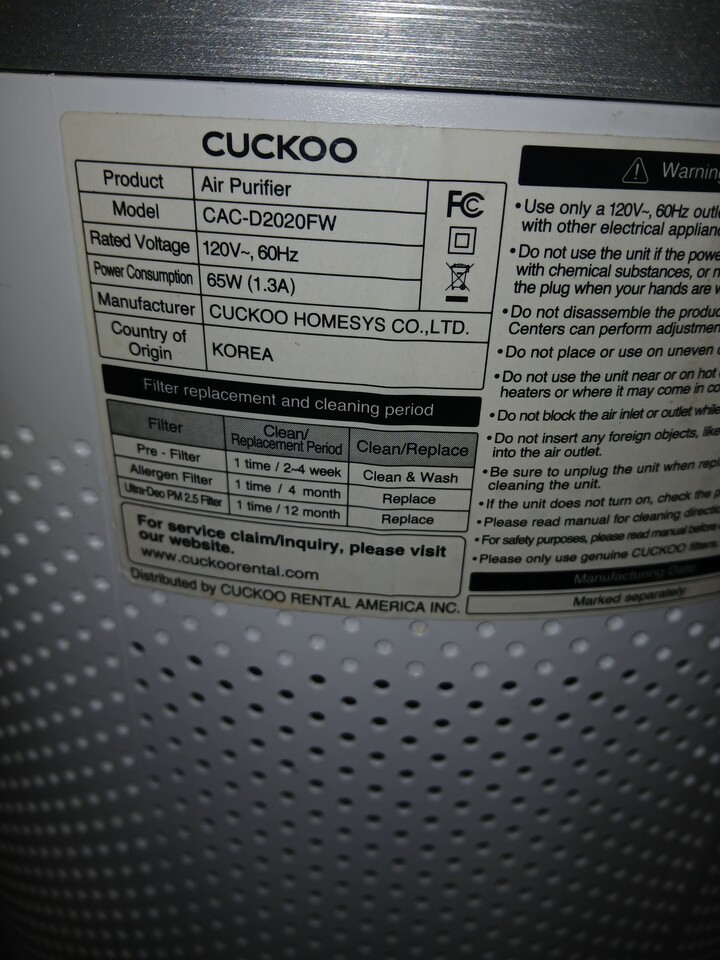 CUCKOO
Product Air Purifier
Model CAC-D2020FW
Rated Voltage 120V~, 60Hz
Power Consumption 65W (1.3A)
Manufacturer CUCKOO HOMESYS CO.,LTD.
Country of
Origin KOREA
FC
Filter replacement and cleaning period
Filter Clean/
Replacement Period Clean/Replace
Pre - Filter 1 time / 2~4 week Clean & Wash
Allergen Filter 1 time / 4 month Replace
Ultra-Deo PM 2.5 Filter 1 time / 12 month Replace
For service claim/inquiry, please visit
our website.
www.cuckoorental.com
Distributed by CUCKOO RENTAL AMERICA INC.
Warning
•Use only a 120V~, 60Hz
with other electrical
•Do not use the unit if the
with chemical substances, or
the plug when your hands are
•Do not disassemble the
Centers can perform
•Do not place or use on uneven
•Do not use the unit near or on hot
heaters or where it may come in
•Do not block the air inlet or outlet while
•Do not insert any foreign objects, like
into the air outlet.
•Be sure to unplug the unit when
cleaning the unit.
•If the unit does not turn on, check the
•Please read manual for cleaning
•For safety purposes, please read manual before
•Please only use genuine CUCKOO filters.
Manufacturing Date
Marked separately